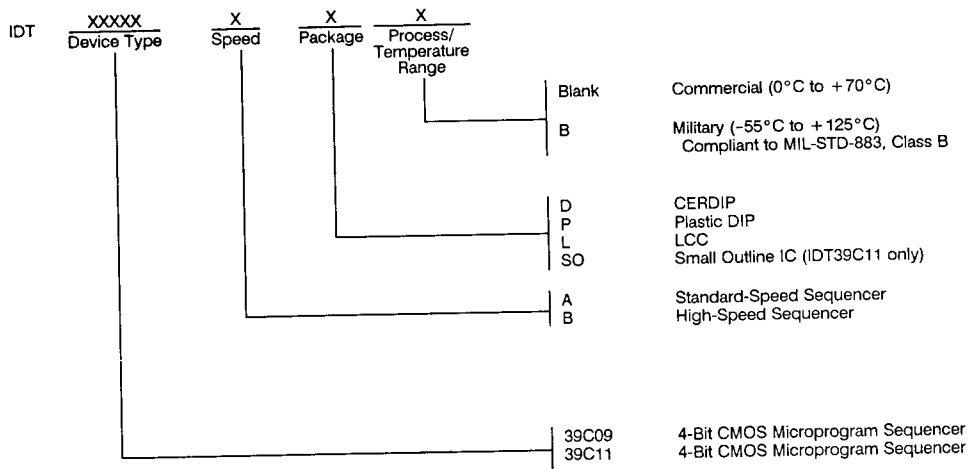 IDT XXXXX X X X
Device Type Speed Package Process/
Temperature
Range
Blank Commercial (0°C to +70°C)
B Military (–55°C to +125°C)
Compliant to MIL-STD-883, Class B
D CERDIP
P Plastic DIP
L LCC
SO Small Outline IC (IDT39C11 only)
A Standard-Speed Sequencer
B High-Speed Sequencer
39C09 4-Bit CMOS Microprogram Sequencer
39C11 4-Bit CMOS Microprogram Sequencer